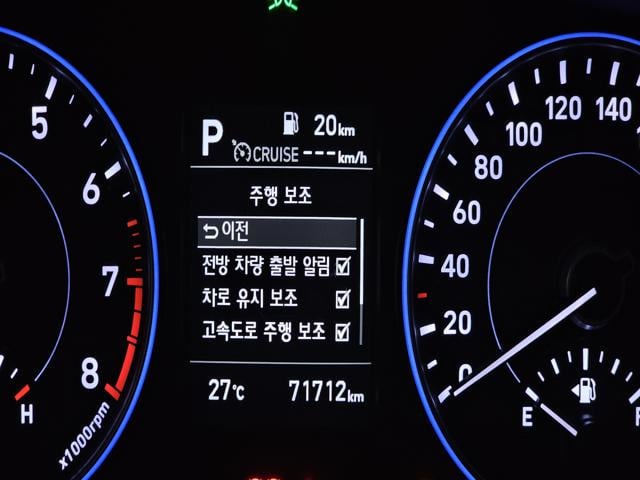 P 20km
CRUISE ---km/h
주행 보조
이전
전방 차량 출발 알림
차로 유지 보조
고속도로 주행 보조
27℃ 71712km
5
6
7
8
x1000rpm
H
0
20
40
60
80
100
120
140
E